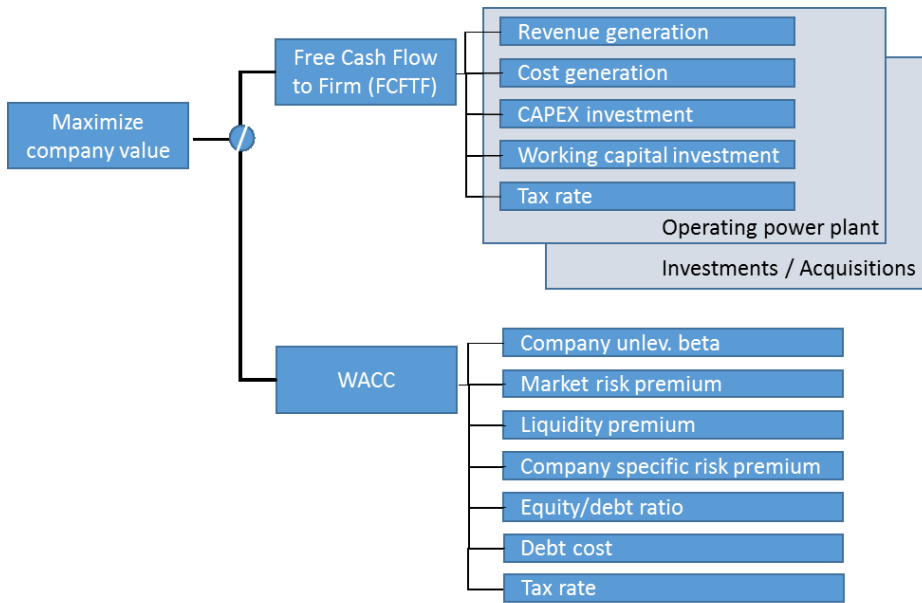 Maximize
company value
Free Cash Flow
to Firm (FCFTF)
Revenue generation
Cost generation
CAPEX investment
Working capital investment
Tax rate
Operating power plant
Investments / Acquisitions
WACC
Company unlev. beta
Market risk premium
Liquidity premium
Company specific risk premium
Equity/debt ratio
Debt cost
Tax rate